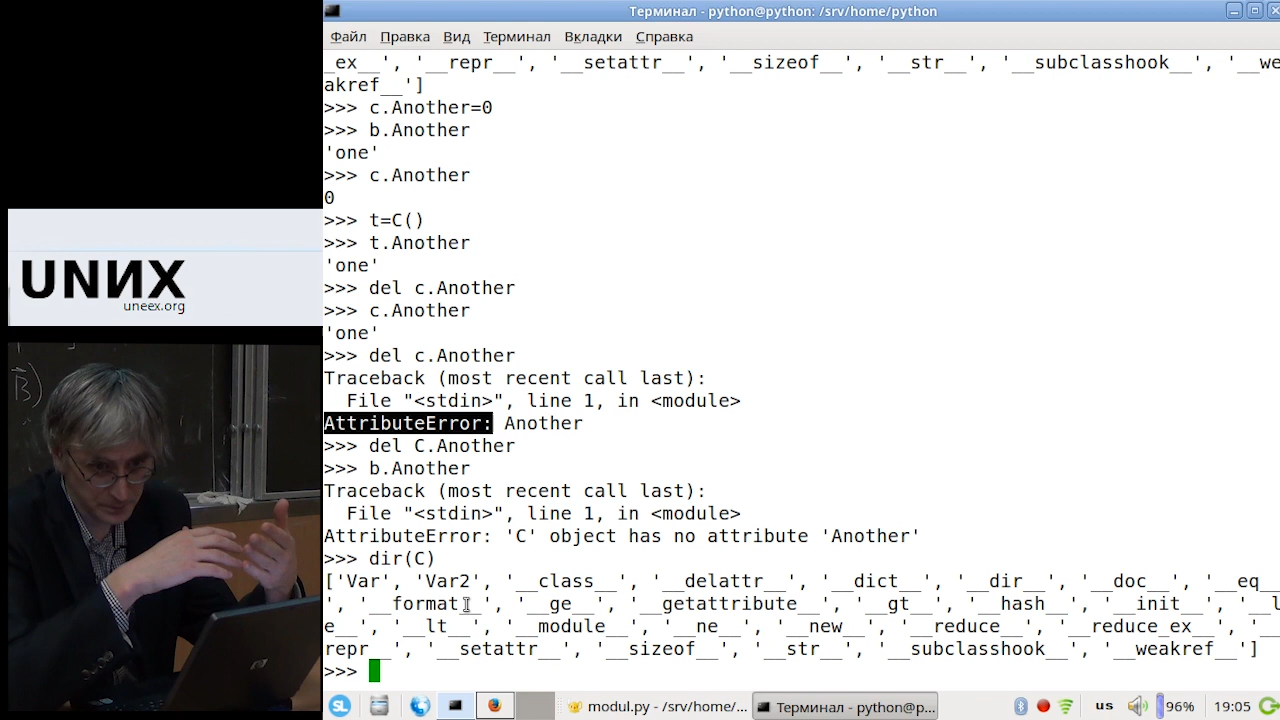 Терминал - python@python: /srv/home/python
Файл Правка Вид Терминал Вкладки Справка
_ex__', '__repr__', '__setattr__', '__sizeof__', '__str__', '__subclasshook__', '__we
akref__']
>>> c.Another=0
>>> b.Another
'one'
>>> c.Another
0
>>> t=C()
>>> t.Another
'one'
>>> del c.Another
>>> c.Another
'one'
>>> del c.Another
Traceback (most recent call last):
  File "<stdin>", line 1, in <module>
AttributeError: Another
>>> del C.Another
>>> b.Another
Traceback (most recent call last):
  File "<stdin>", line 1, in <module>
AttributeError: 'C' object has no attribute 'Another'
>>> dir(C)
['Var', 'Var2', '__class__', '__delattr__', '__dict__', '__dir__', '__doc__', '__eq__
', '__format__', '__ge__', '__getattribute__', '__gt__', '__hash__', '__init__', '__l
e__', '__lt__', '__module__', '__ne__', '__new__', '__reduce__', '__reduce_ex__', '__
repr__', '__setattr__', '__sizeof__', '__str__', '__subclasshook__', '__weakref__']
>>>
UNИX
uneex.org
B)
SL
modul.py - /srv/home/...
Терминал - python@p...
us
96%
19:05